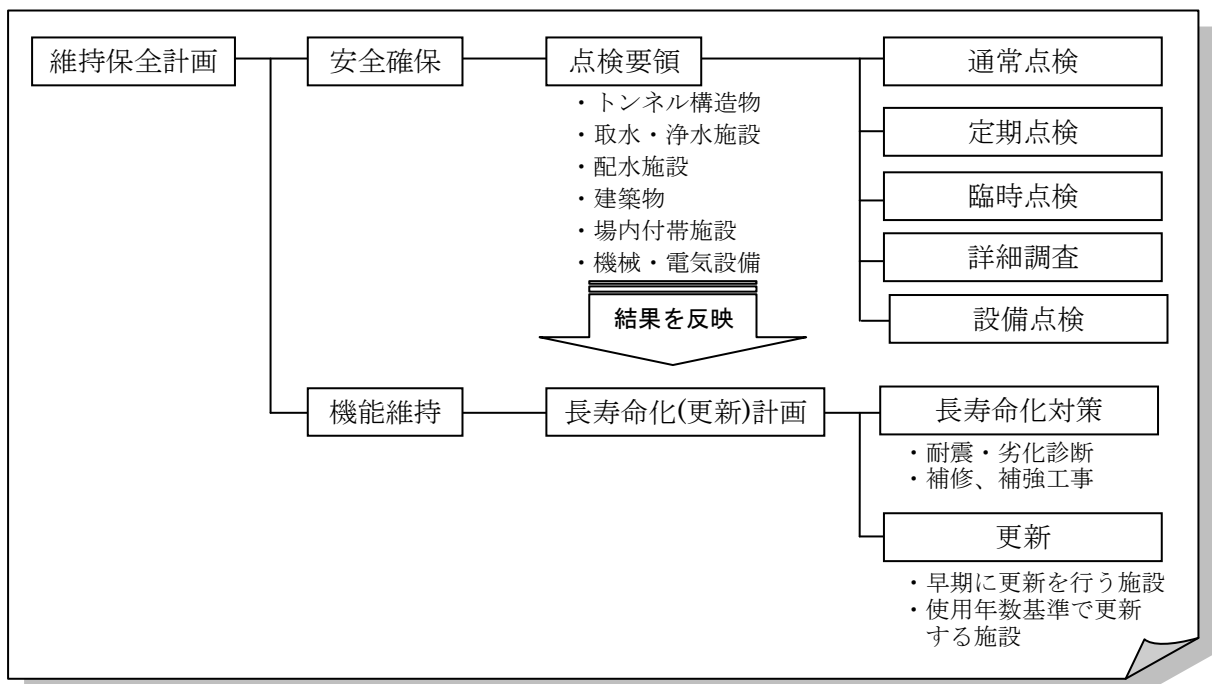 維持保全計画
安全確保
点検要領
・トンネル構造物
・取水・浄水施設
・配水施設
・建築物
・場内付帯施設
・機械・電気設備
通常点検
定期点検
臨時点検
詳細調査
設備点検
結果を反映
機能維持
長寿命化(更新)計画
長寿命化対策
・耐震・劣化診断
・補修、補強工事
更新
・早期に更新を行う施設
・使用年数基準で更新
する施設